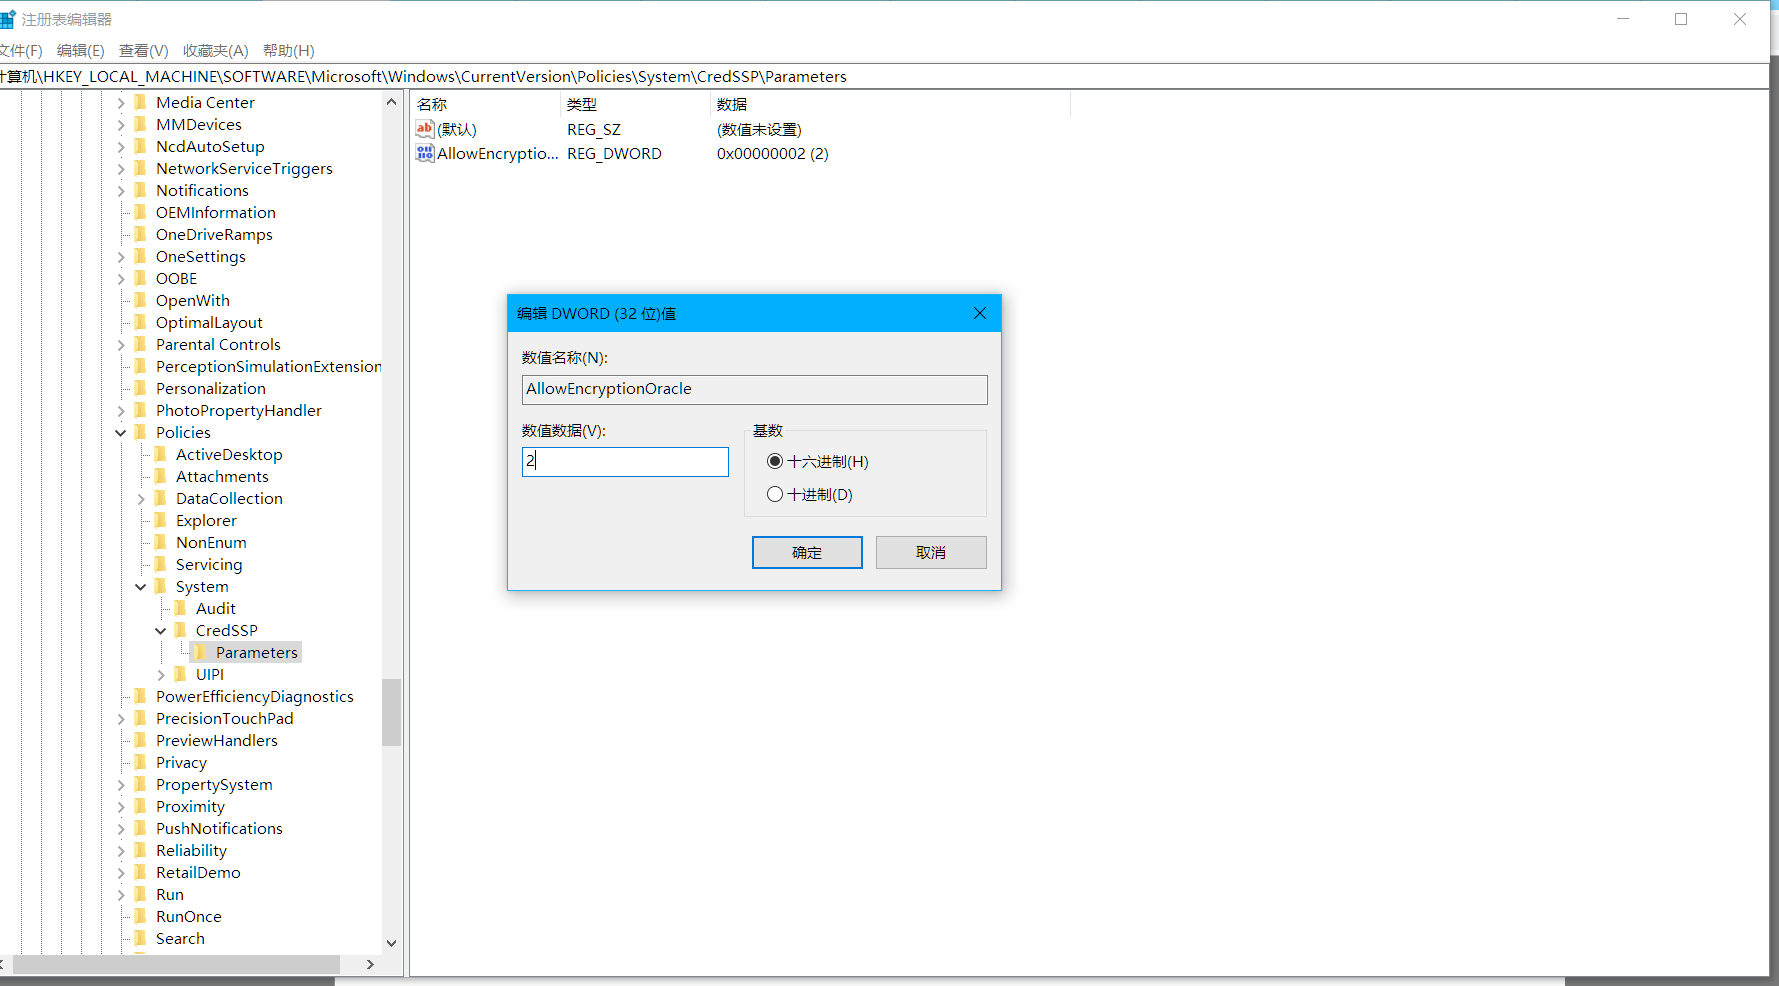 注册表编辑器
文件(F) 编辑(E) 查看(V) 收藏夹(A) 帮助(H)
计算机\HKEY_LOCAL_MACHINE\SOFTWARE\Microsoft\Windows\CurrentVersion\Policies\System\CredSSP\Parameters
Media Center
MMDevices
NcdAutoSetup
NetworkServiceTriggers
Notifications
OEMInformation
OneDriveRamps
OneSettings
OOBE
OpenWith
OptimalLayout
Parental Controls
PerceptionSimulationExtension
Personalization
PhotoPropertyHandler
Policies
ActiveDesktop
Attachments
DataCollection
Explorer
NonEnum
Servicing
System
Audit
CredSSP
Parameters
UIPI
PowerEfficiencyDiagnostics
PrecisionTouchPad
PreviewHandlers
Privacy
PropertySystem
Proximity
PushNotifications
Reliability
RetailDemo
Run
RunOnce
Search
名称 类型 数据
(默认) REG_SZ (数值未设置)
AllowEncryptio... REG_DWORD 0x00000002 (2)
编辑 DWORD (32 位)值
数值名称(N):
AllowEncryptionOracle
数值数据(V):
2
基数
十六进制(H)
十进制(D)
确定 取消